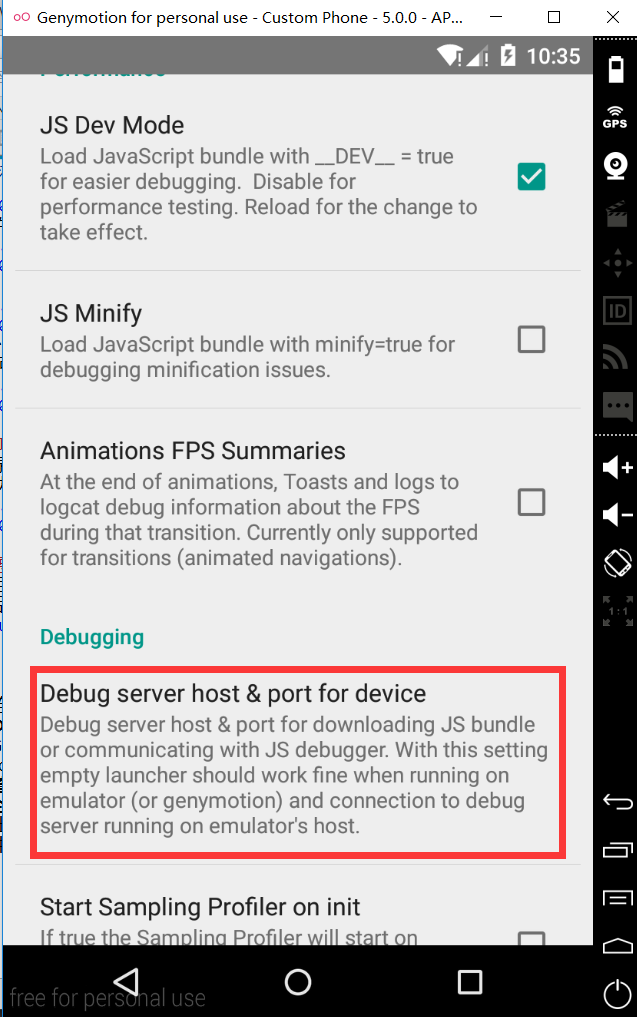 Genymotion for personal use - Custom Phone - 5.0.0 - AP...
10:35
GPS
Performance
JS Dev Mode
Load JavaScript bundle with __DEV__ = true
for easier debugging.  Disable for
performance testing. Reload for the change to
take effect.
JS Minify
Load JavaScript bundle with minify=true for
debugging minification issues.
ID
Animations FPS Summaries
At the end of animations, Toasts and logs to
logcat debug information about the FPS
during that transition. Currently only supported
for transitions (animated navigations).
1:1
Debugging
Debug server host & port for device
Debug server host & port for downloading JS bundle
or communicating with JS debugger. With this setting
empty launcher should work fine when running on
emulator (or genymotion) and connection to debug
server running on emulator's host.
Start Sampling Profiler on init
If true the Sampling Profiler will start on
free for personal use